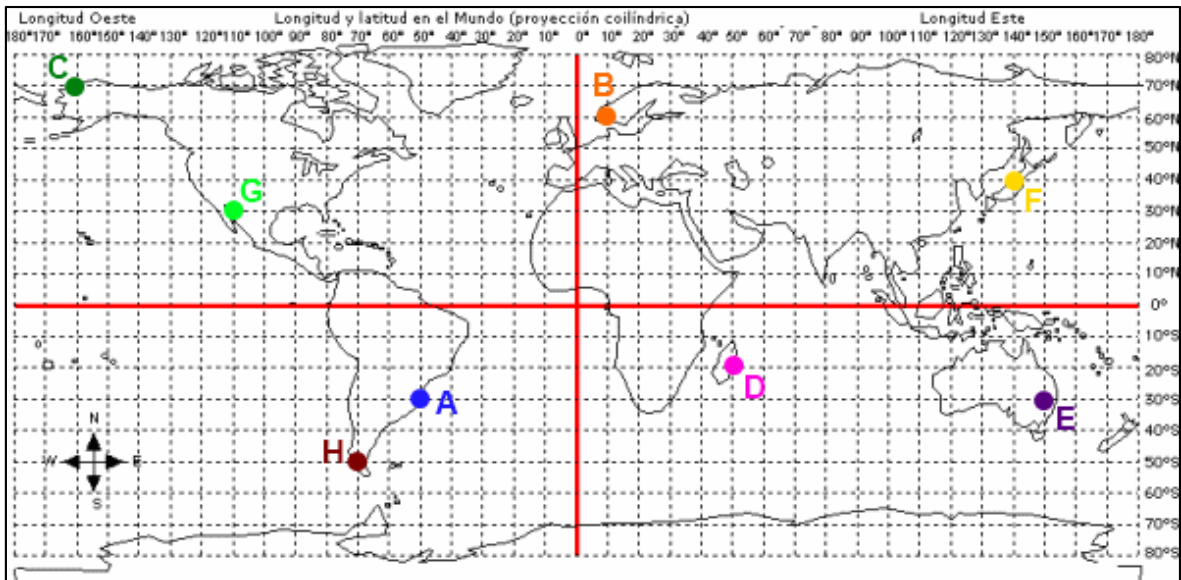 Longitud Oeste Longitud y latitud en el Mundo (proyección coilíndrica) Longitud Este
180°170°160°150°140°130°120°110°100° 90° 80° 70° 60° 50° 40° 30° 20° 10° 0° 10° 20° 30° 40° 50° 60° 70° 80° 90° 100°110°120°130°140°150°160°170°180°
80°N
C
B
70°N
60°N
50°N
40°N
G
F
30°N
20°N
10°N
0°
10°S
20°S
D
30°S
A
E
40°S
N
H
50°S
W E
S
60°S
70°S
80°S